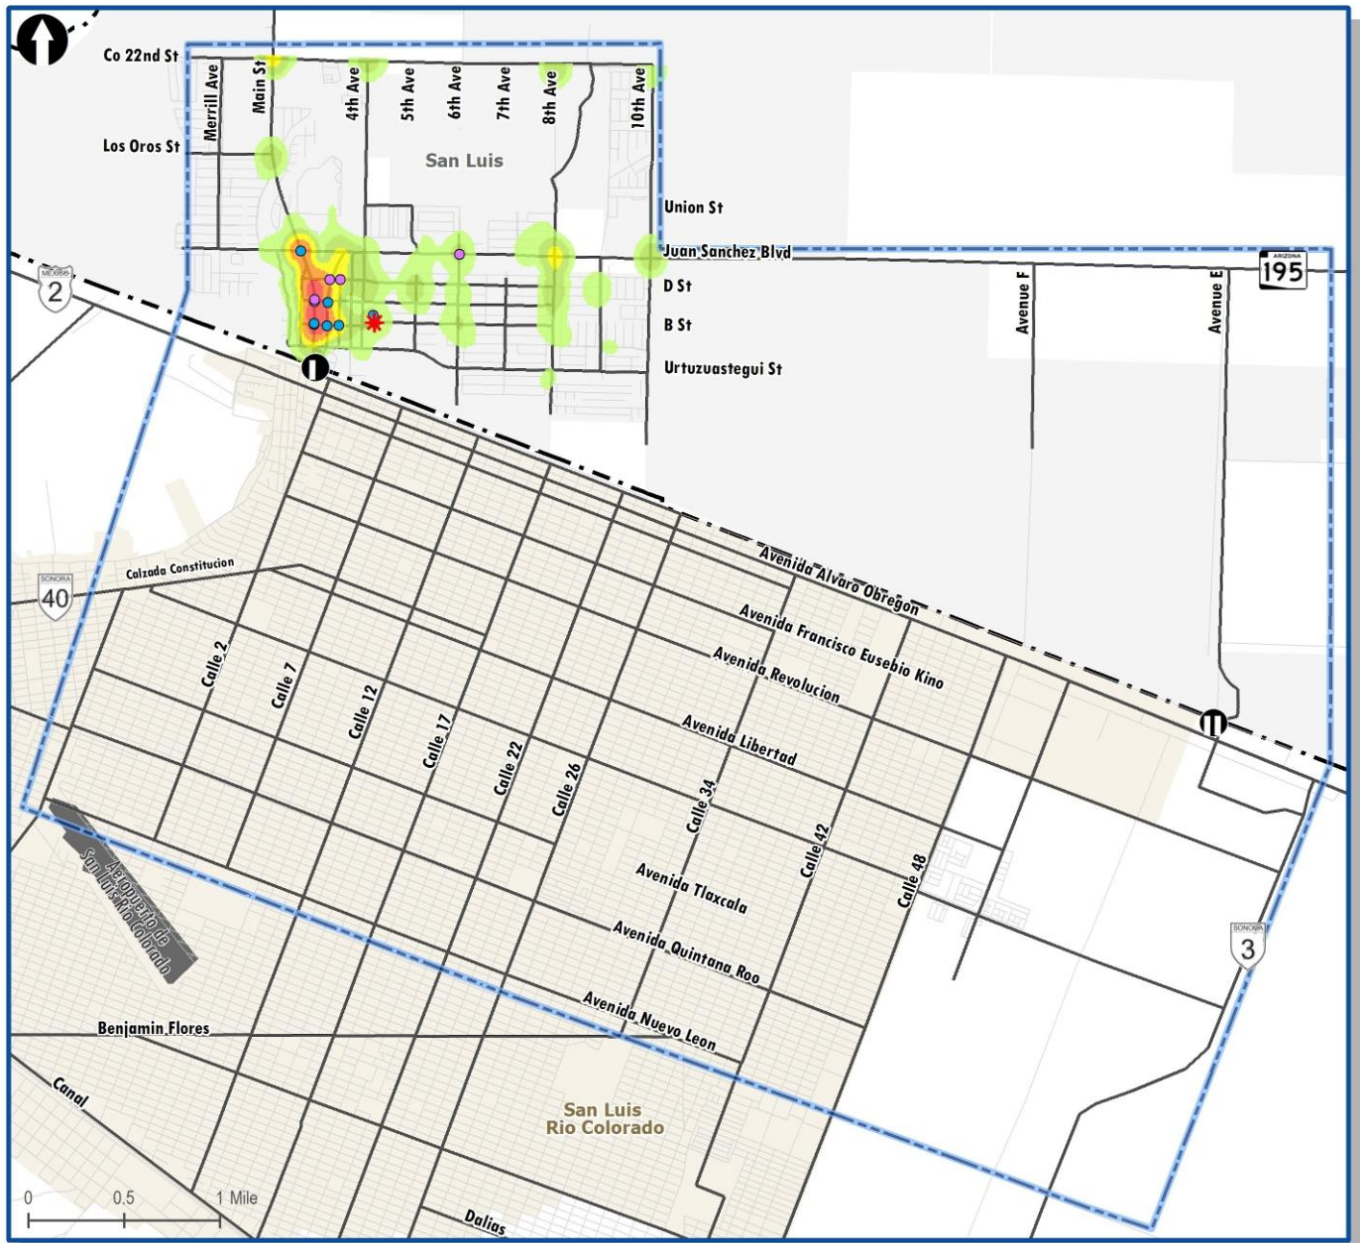 Co 22nd St
Merrill Ave
Main St
4th Ave
5th Ave
6th Ave
7th Ave
8th Ave
10th Ave
Los Oros St
San Luis
Union St
Juan Sanchez Blvd
ARIZONA
195
MEXICO
2
D St
Avenue F
Avenue E
B St
Urtuzuastegui St
Avenida Alvaro Obregon
Calzada Constitucion
SONORA
40
Avenida Francisco Eusebio Kino
Avenida Revolucion
Calle 2
Calle 7
Calle 12
Calle 17
Calle 22
Calle 26
Avenida Libertad
Calle 34
Calle 42
Calle 48
Aeropuerto de
San Luis Rio Colorado
Avenida Tlaxcala
Avenida Quintana Roo
SONORA
3
Avenida Nuevo Leon
Benjamin Flores
Canal
San Luis
Rio Colorado
0 0.5 1 Mile
Dalias